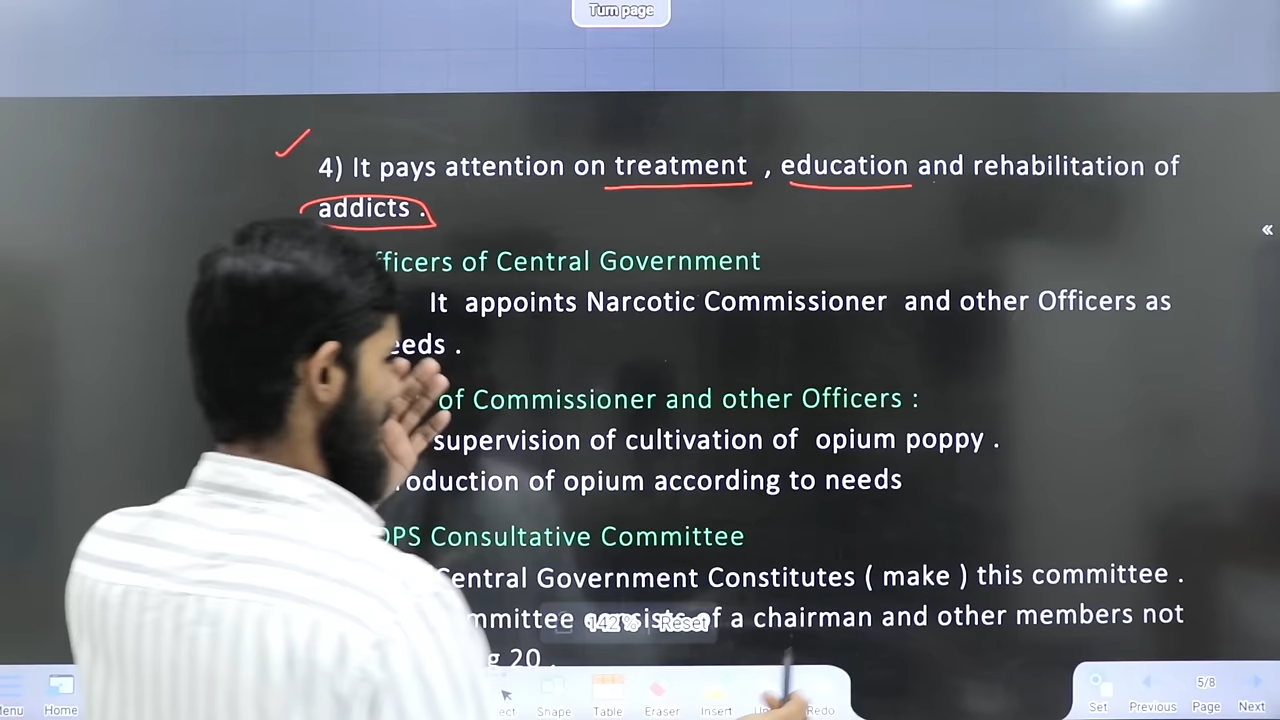 Turn page
4) It pays attention on treatment , education and rehabilitation of
addicts .
fficers of Central Government
It appoints Narcotic Commissioner and other Officers as
eeds .
of Commissioner and other Officers :
supervision of cultivation of opium poppy .
roduction of opium according to needs
DPS Consultative Committee
Central Government Constitutes ( make ) this committee .
mmittee consists of a chairman and other members not
g 20 .
142% Reset
enu Home ect Shape Table Eraser Insert Redo
5/8
Set Previous Page Next